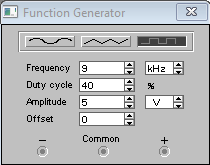 Function Generator
Frequency 9 kHz
Duty cycle 40 %
Amplitude 5 V
Offset 0
− Common +